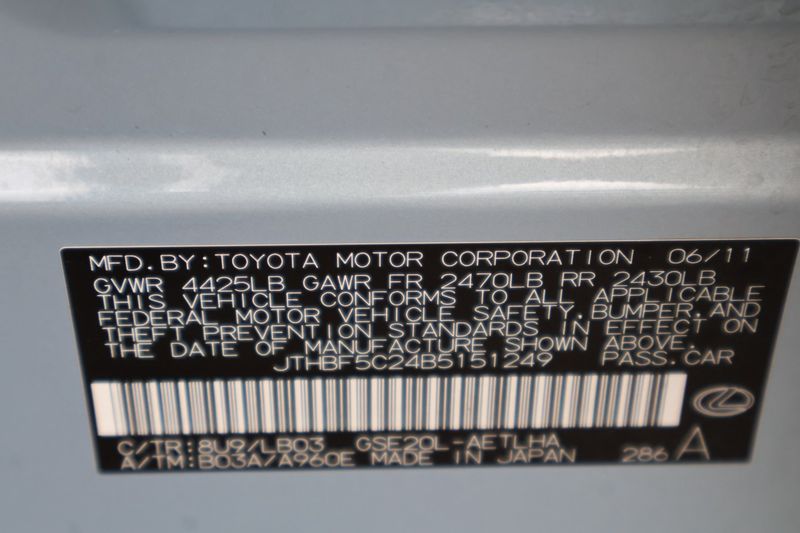 MFD.BY:TOYOTA MOTOR CORPORATION 06/11
GVWR 4425LB GAWR FR 2470LB RR 2430LB
THIS VEHICLE CONFORMS TO ALL APPLICABLE
FEDERAL MOTOR VEHICLE SAFETY,BUMPER,AND
THEFT PREVENTION STANDARDS IN EFFECT ON
THE DATE OF MANUFACTURE SHOWN ABOVE.
JTHBF5C24B5151249 PASS.CAR
C/TR:8U9/LB03 GSE20L-AETLHA
A/TM:B03A/A960E MADE IN JAPAN 286 A